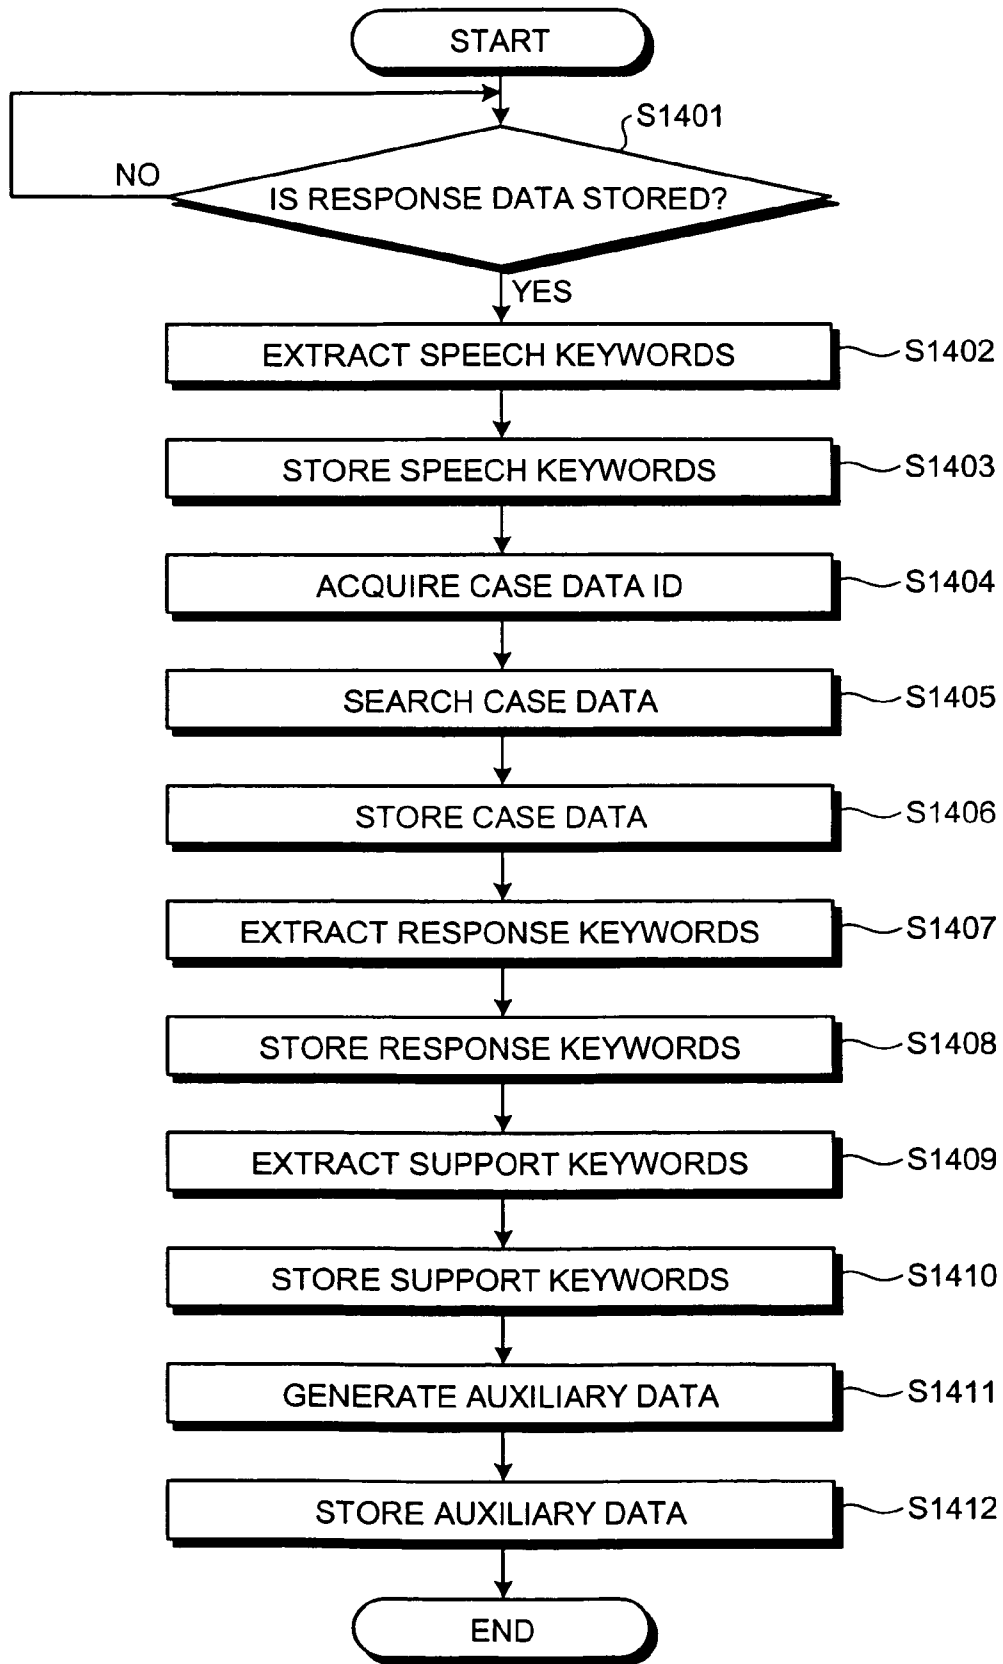 START
S1401
NO
IS RESPONSE DATA STORED?
YES
EXTRACT SPEECH KEYWORDS
S1402
STORE SPEECH KEYWORDS
S1403
ACQUIRE CASE DATA ID
S1404
SEARCH CASE DATA
S1405
STORE CASE DATA
S1406
EXTRACT RESPONSE KEYWORDS
S1407
STORE RESPONSE KEYWORDS
S1408
EXTRACT SUPPORT KEYWORDS
S1409
STORE SUPPORT KEYWORDS
S1410
GENERATE AUXILIARY DATA
S1411
STORE AUXILIARY DATA
S1412
END